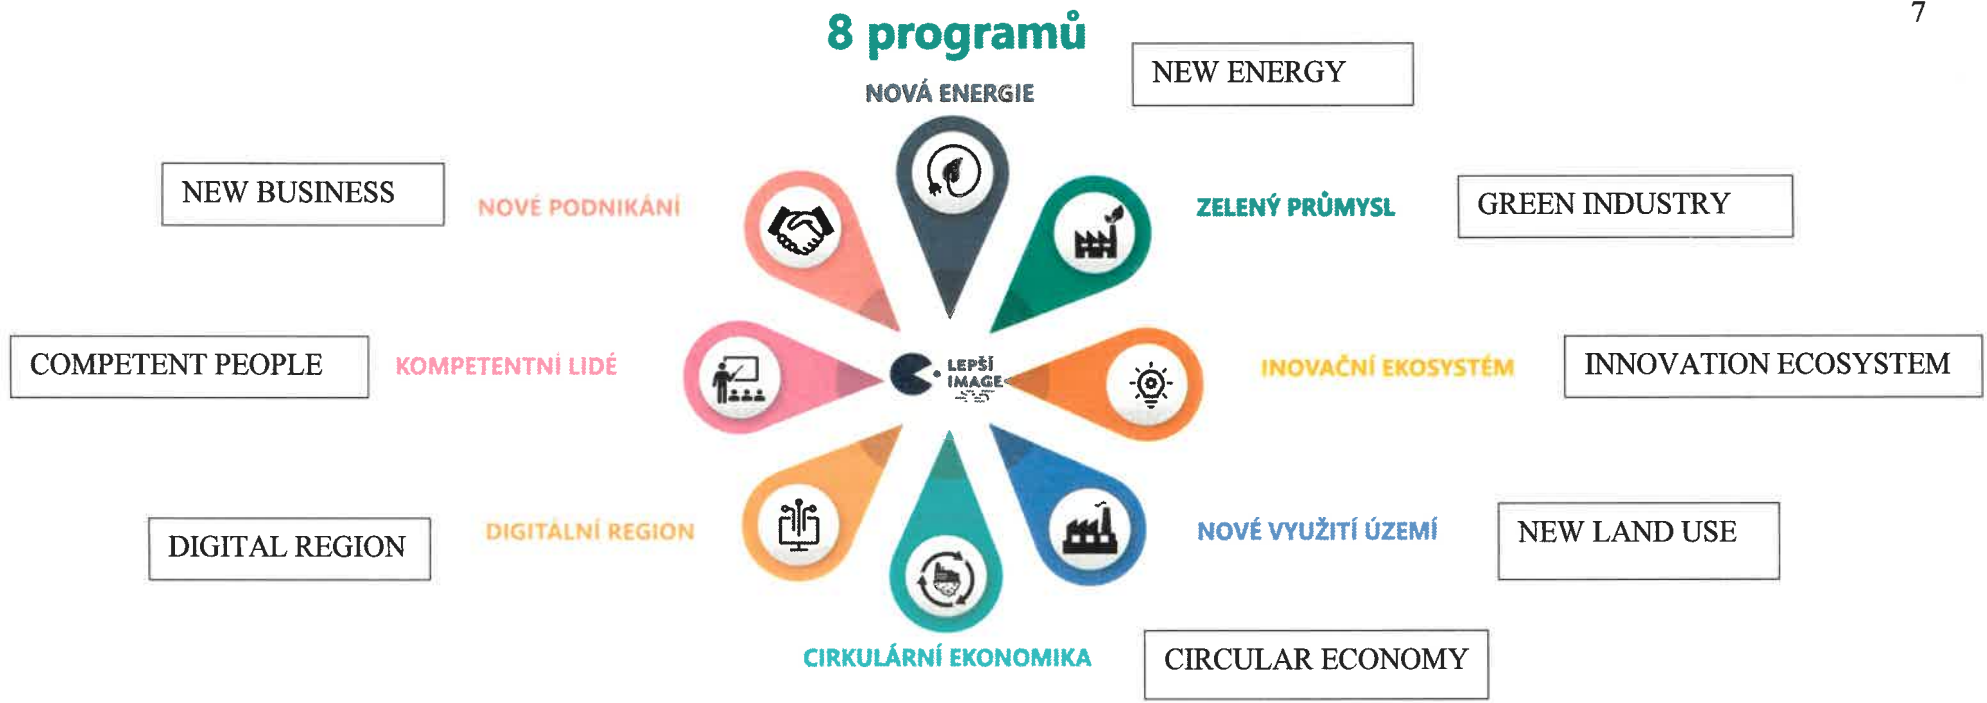 7
8 programů
NOVÁ ENERGIE
NEW ENERGY
NEW BUSINESS
NOVÉ PODNIKÁNÍ
ZELENÝ PRŮMYSL
GREEN INDUSTRY
COMPETENT PEOPLE
KOMPETENTNÍ LIDÉ
LEPŠÍ
IMAGE
INOVAČNÍ EKOSYSTÉM
INNOVATION ECOSYSTEM
DIGITAL REGION
DIGITÁLNÍ REGION
NOVÉ VYUŽITÍ ÚZEMÍ
NEW LAND USE
CIRKULÁRNÍ EKONOMIKA
CIRCULAR ECONOMY